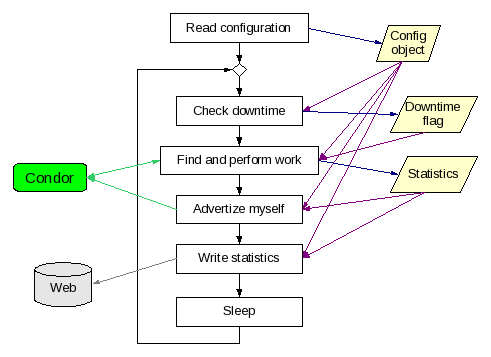 Read configuration
Config
object
Check downtime
Downtime
flag
Find and perform work
Condor
Statistics
Advertize myself
Write statistics
Web
Sleep